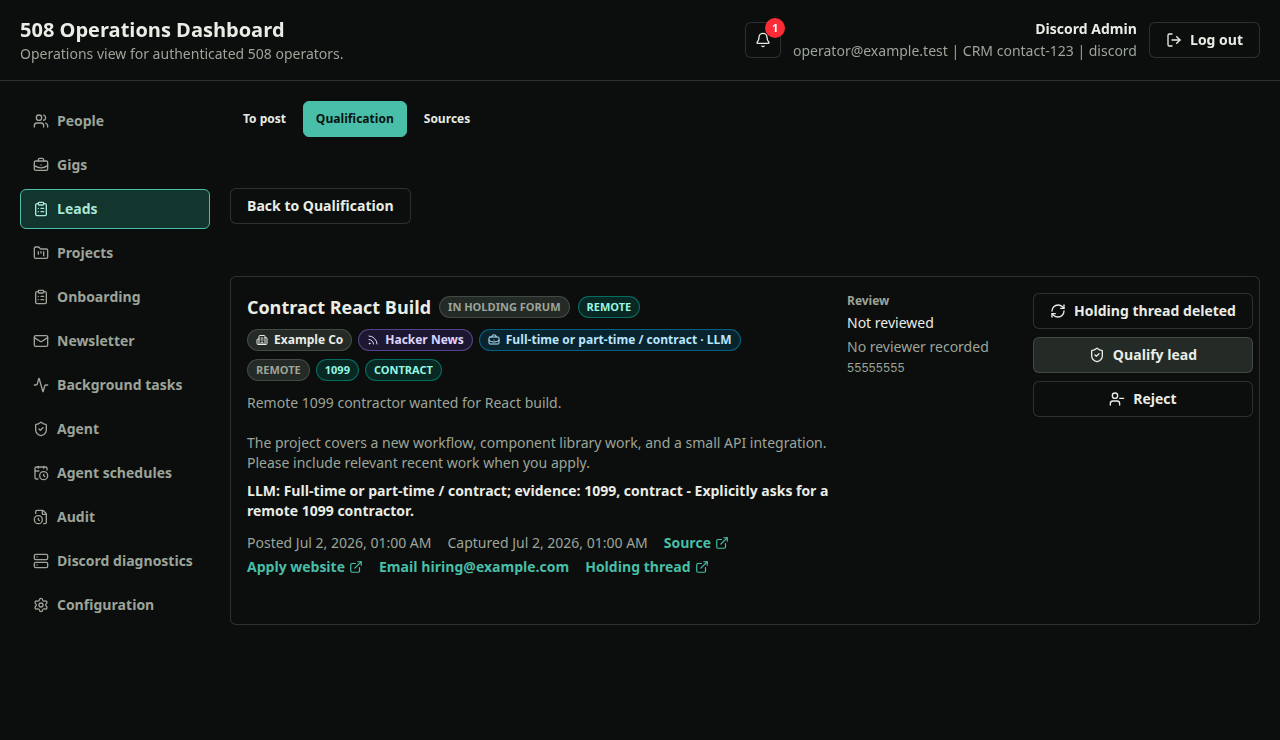 508 Operations Dashboard
Operations view for authenticated 508 operators.
1
Discord Admin
operator@example.test | CRM contact-123 | discord
Log out
People
Gigs
Leads
Projects
Onboarding
Newsletter
Background tasks
Agent
Agent schedules
Audit
Discord diagnostics
Configuration
To post
Qualification
Sources
Back to Qualification
Contract React Build
IN HOLDING FORUM
REMOTE
Example Co
Hacker News
Full-time or part-time / contract · LLM
REMOTE
1099
CONTRACT
Remote 1099 contractor wanted for React build.
The project covers a new workflow, component library work, and a small API integration.
Please include relevant recent work when you apply.
LLM: Full-time or part-time / contract; evidence: 1099, contract - Explicitly asks for a
remote 1099 contractor.
Posted Jul 2, 2026, 01:00 AM
Captured Jul 2, 2026, 01:00 AM
Source
Apply website
Email hiring@example.com
Holding thread
Review
Not reviewed
No reviewer recorded
55555555
Holding thread deleted
Qualify lead
Reject